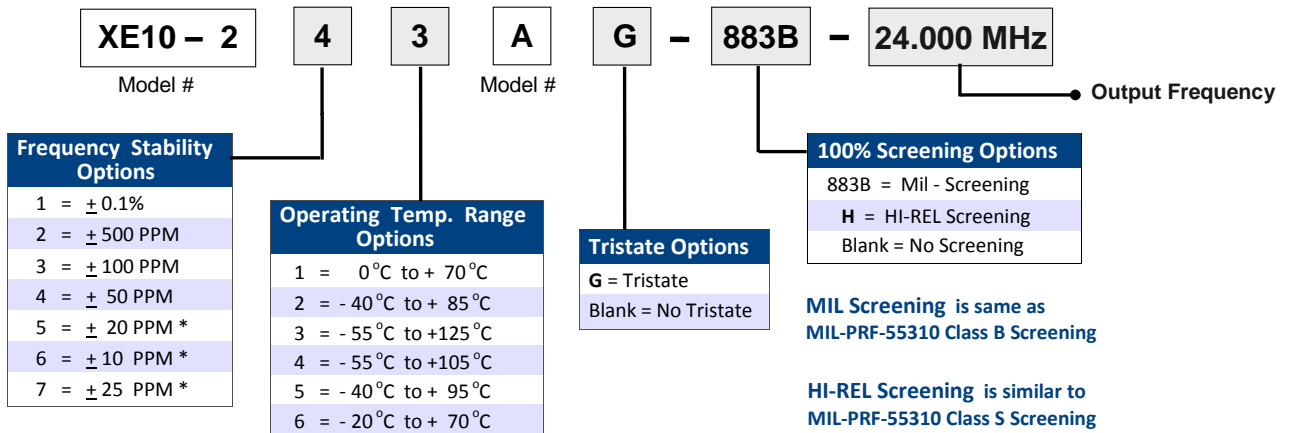 XE10 – 2 4 3 A G – 883B – 24.000 MHz
Model # Model #
Output Frequency
Frequency Stability
Options
1 = ± 0.1%
2 = ± 500 PPM
3 = ± 100 PPM
4 = ± 50 PPM
5 = ± 20 PPM *
6 = ± 10 PPM *
7 = ± 25 PPM *
Operating Temp. Range
Options
1 = 0°C to + 70°C
2 = - 40°C to + 85°C
3 = - 55°C to +125°C
4 = - 55°C to +105°C
5 = - 40°C to + 95°C
6 = - 20°C to + 70°C
Tristate Options
G = Tristate
Blank = No Tristate
100% Screening Options
883B = Mil - Screening
H = HI-REL Screening
Blank = No Screening
MIL Screening is same as
MIL-PRF-55310 Class B Screening
HI-REL Screening is similar to
MIL-PRF-55310 Class S Screening